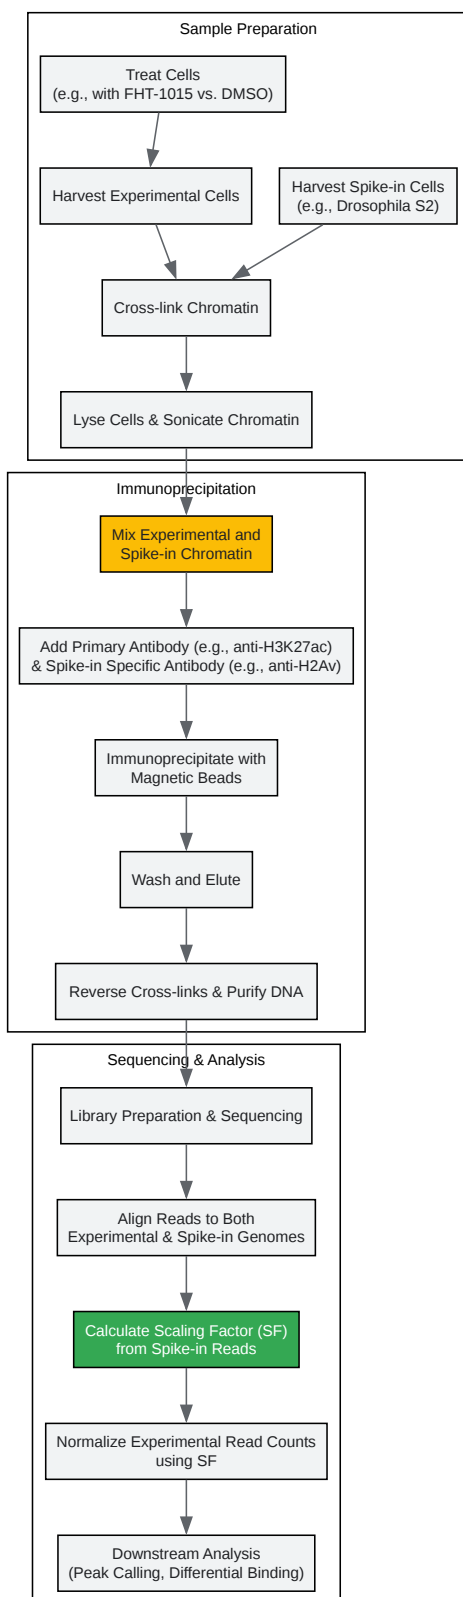 Sample Preparation
Treat Cells
(e.g., with FHT-1015 vs. DMSO)
Harvest Experimental Cells
Harvest Spike-in Cells
(e.g., Drosophila S2)
Cross-link Chromatin
Lyse Cells & Sonicate Chromatin
Immunoprecipitation
Mix Experimental and
Spike-in Chromatin
Add Primary Antibody (e.g., anti-H3K27ac)
& Spike-in Specific Antibody (e.g., anti-H2Av)
Immunoprecipitate with
Magnetic Beads
Wash and Elute
Reverse Cross-links & Purify DNA
Sequencing & Analysis
Library Preparation & Sequencing
Align Reads to Both
Experimental & Spike-in Genomes
Calculate Scaling Factor (SF)
from Spike-in Reads
Normalize Experimental Read Counts
using SF
Downstream Analysis
(Peak Calling, Differential Binding)